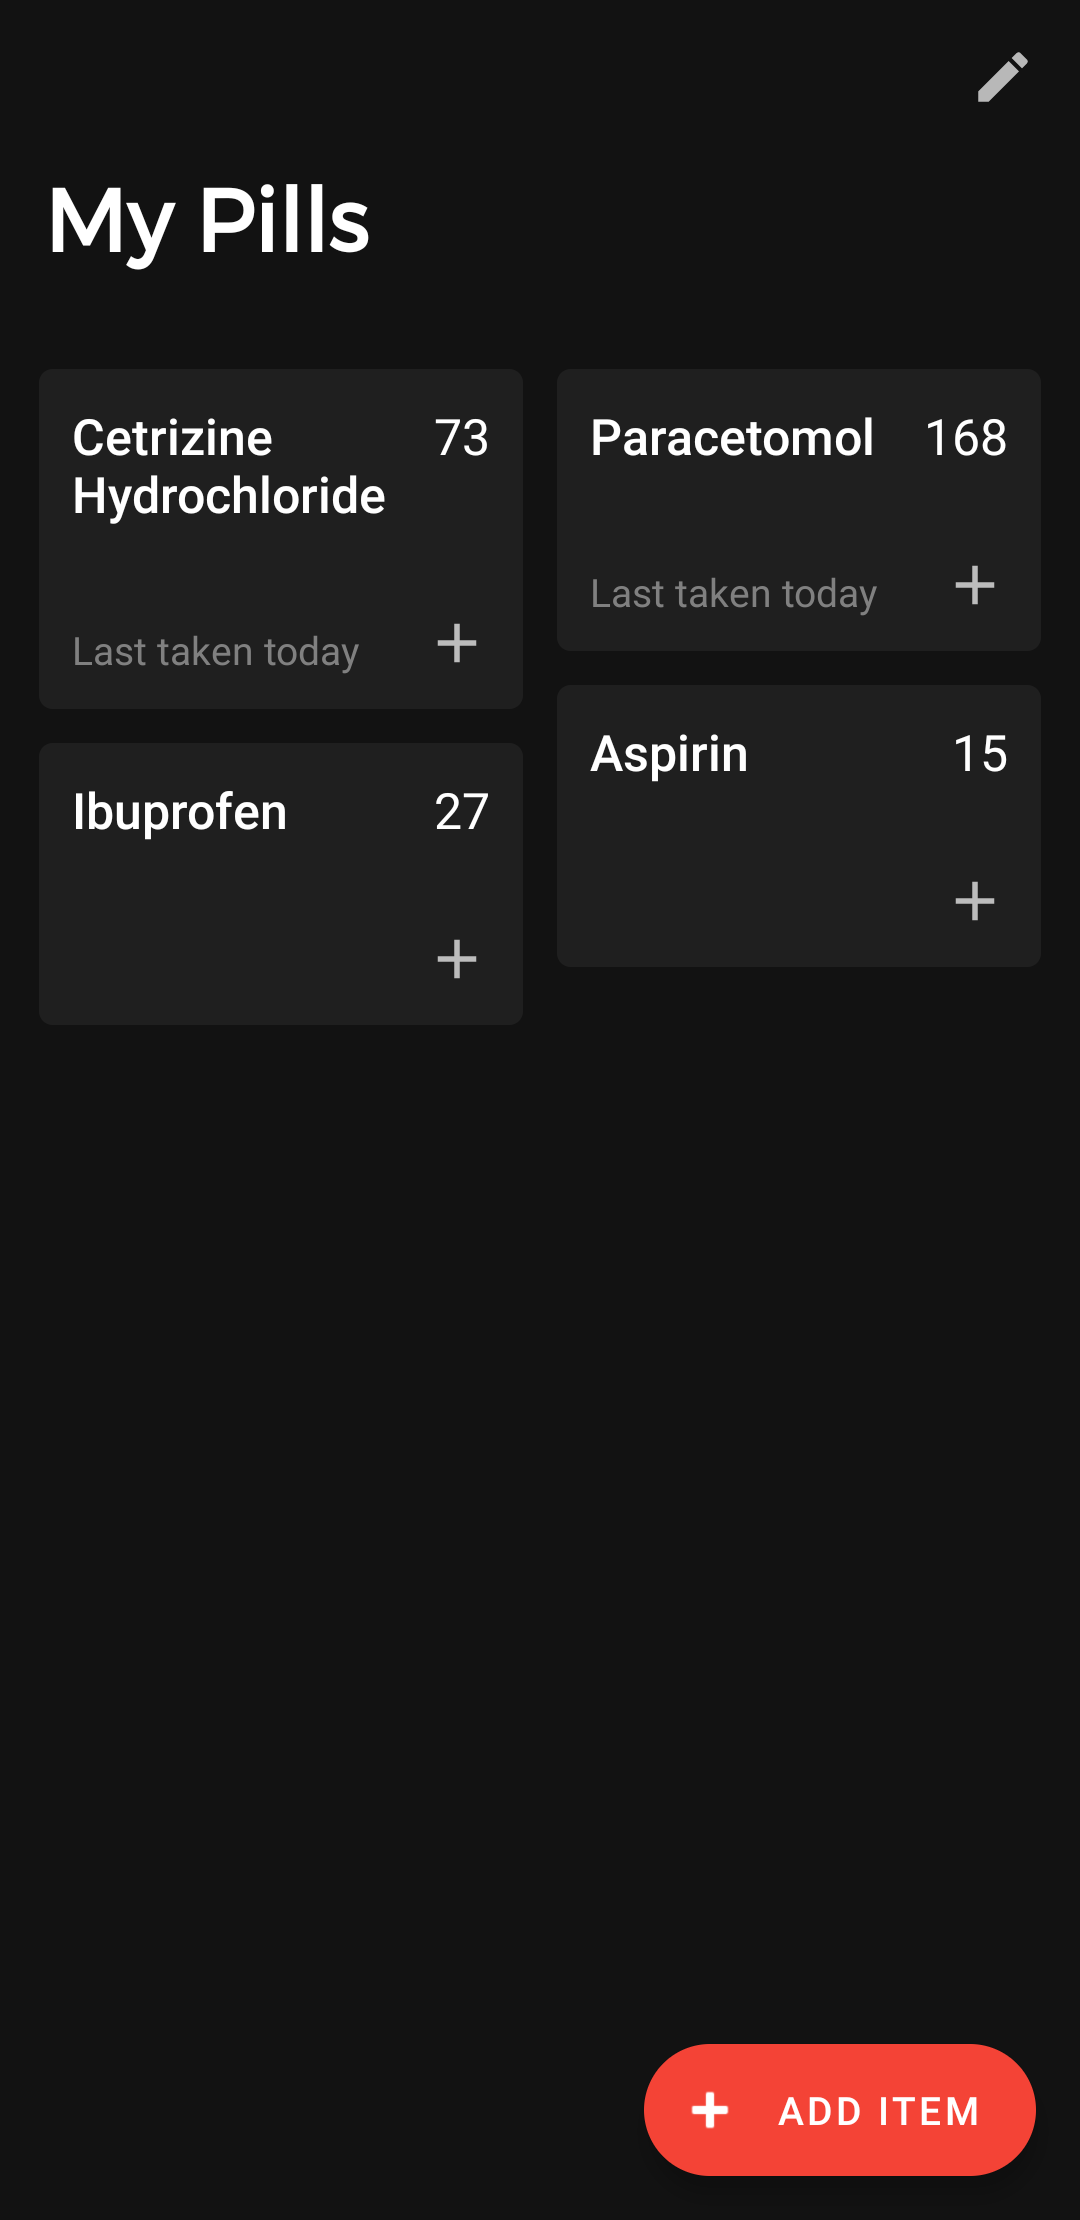 My Pills
Cetrizine 73
Hydrochloride
Last taken today
Paracetomol 168
Last taken today
Ibuprofen 27
Aspirin 15
ADD ITEM